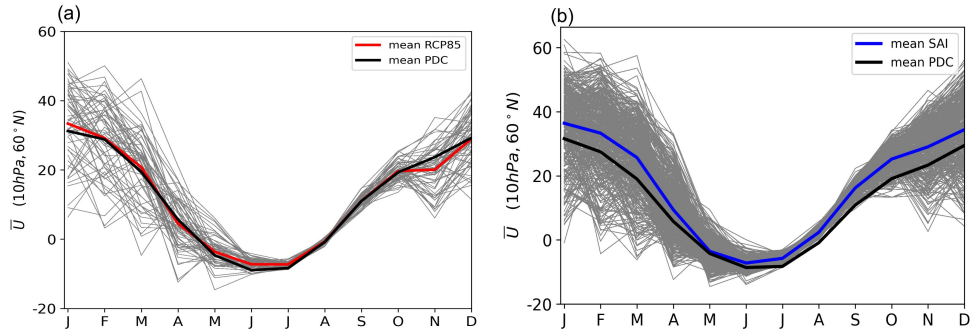 (a)
60
40
20
0
-20
U̅ (10hPa, 60°N)
J F M A M J J A S O N D
mean RCP85
mean PDC
(b)
60
40
20
0
-20
U̅ (10hPa, 60°N)
J F M A M J J A S O N D
mean SAI
mean PDC